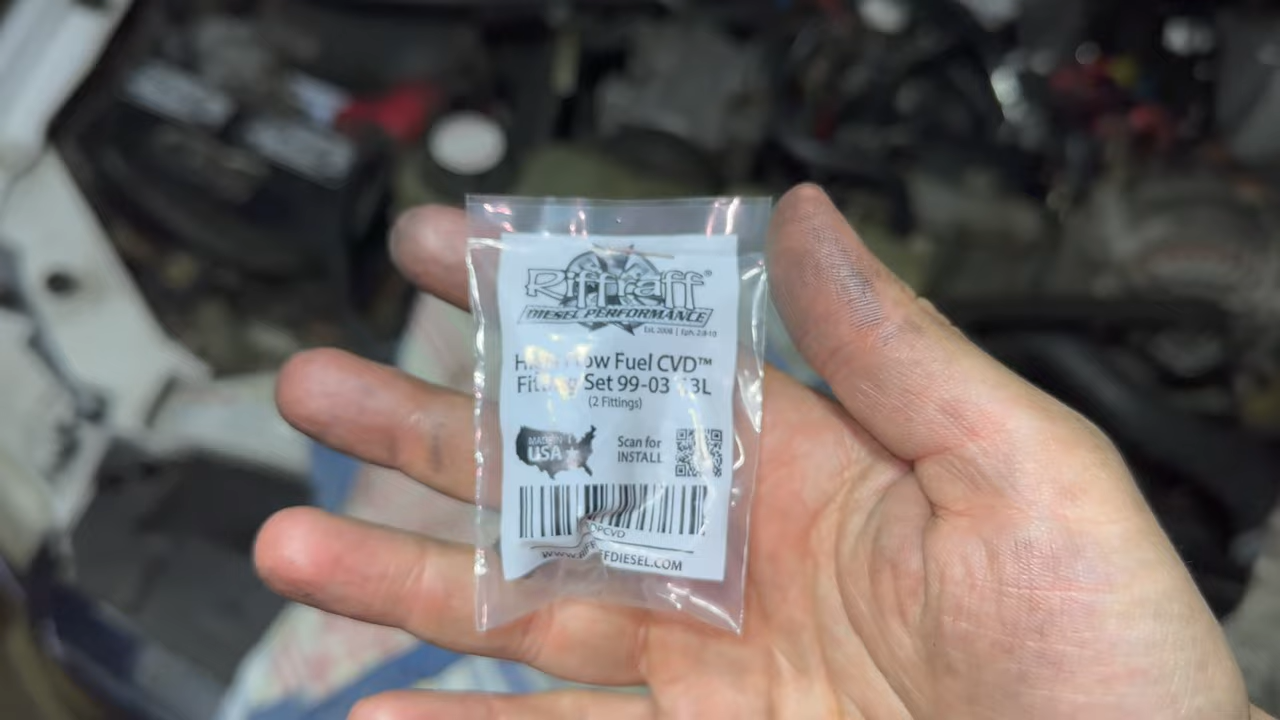 Riffraff®
DIESEL PERFORMANCE
Est. 2008
Flow Fuel CVD™
Set 99-03
(2 Fittings)
MADE IN
USA
Scan for
INSTALL
PCVD
DIESEL.COM